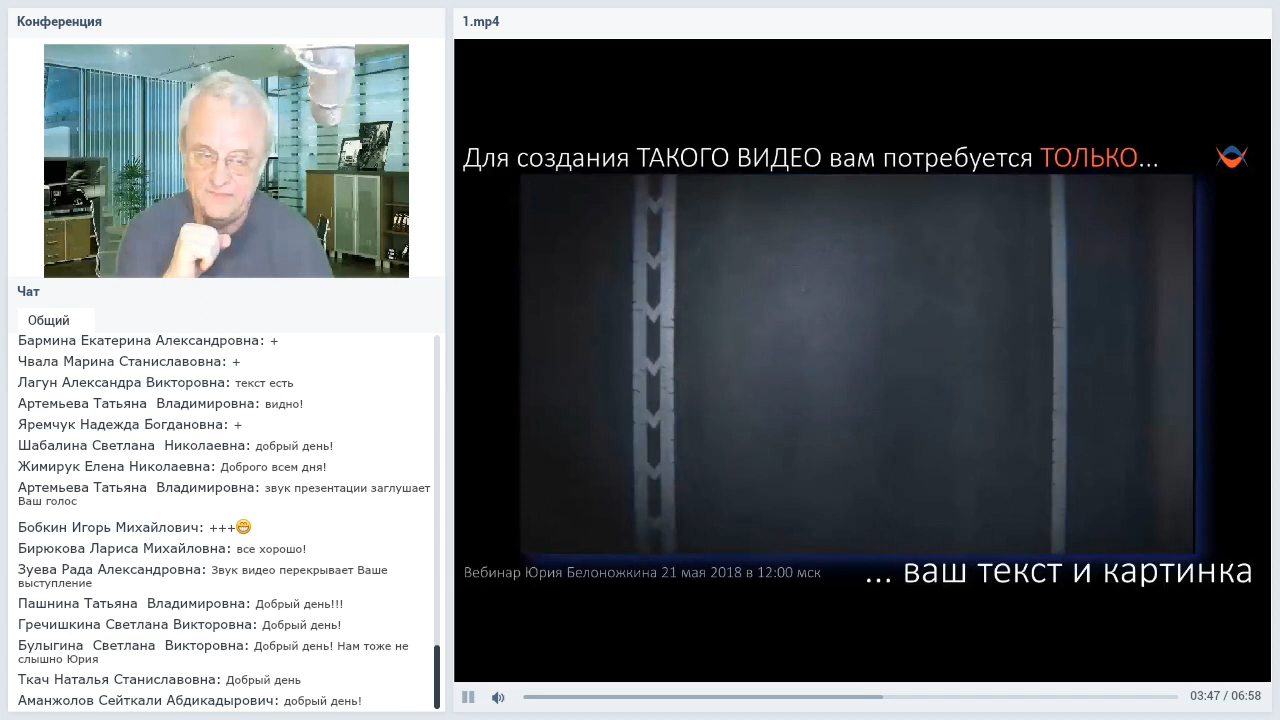 Конференция
Чат
Общий
Бармина Екатерина Александровна: +
Чвала Марина Станиславовна: +
Лагун Александра Викторовна: текст есть
Артемьева Татьяна  Владимировна: видно!
Яремчук Надежда Богдановна: +
Шабалина Светлана  Николаевна: добрый день!
Жимирук Елена Николаевна: Доброго всем дня!
Артемьева Татьяна  Владимировна: звук презентации заглушает
Ваш голос
Бобкин Игорь Михайлович: +++😁
Бирюкова Лариса Михайловна: все хорошо!
Зуева Рада Александровна: Звук видео перекрывает Ваше
выступление
Пашнина Татьяна  Владимировна: Добрый день!!!
Гречишкина Светлана Викторовна: Добрый день!
Булыгина  Светлана  Викторовна: Добрый день! Нам тоже не
слышно Юрия
Ткач Наталья Станиславовна: Добрый день
Аманжолов Сейткали Абдикадырович: добрый день!
1.mp4
Для создания ТАКОГО ВИДЕО вам потребуется ТОЛЬКО...
Вебинар Юрия Белоножкина 21 мая 2018 в 12:00 мск
... ваш текст и картинка
03:47 / 06:58